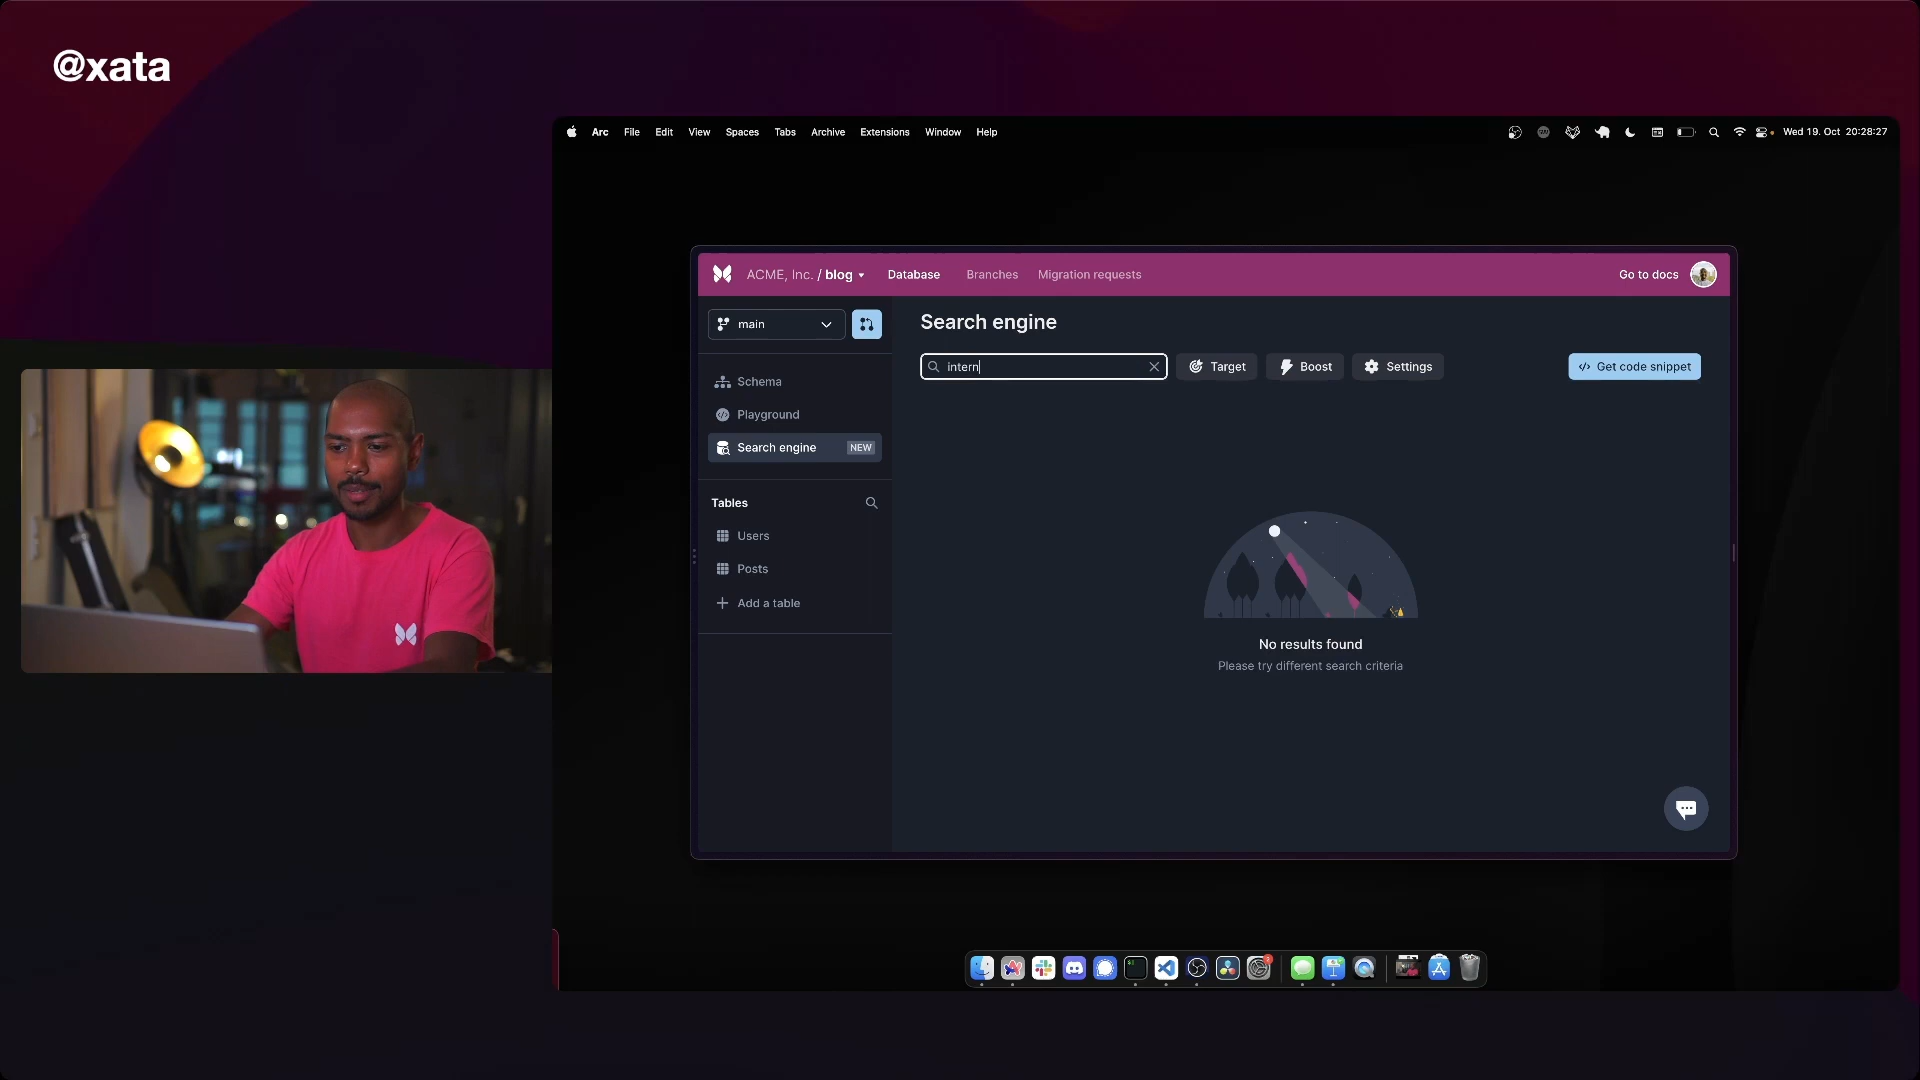 @xata
Arc File Edit View Spaces Tabs Archive Extensions Window Help
Wed 19. Oct 20:28:27
ACME, Inc. / blog Database Branches Migration requests
Go to docs
main
Search engine
intern
Target
Boost
Settings
Get code snippet
Schema
Playground
Search engine NEW
Tables
Users
Posts
Add a table
No results found
Please try different search criteria